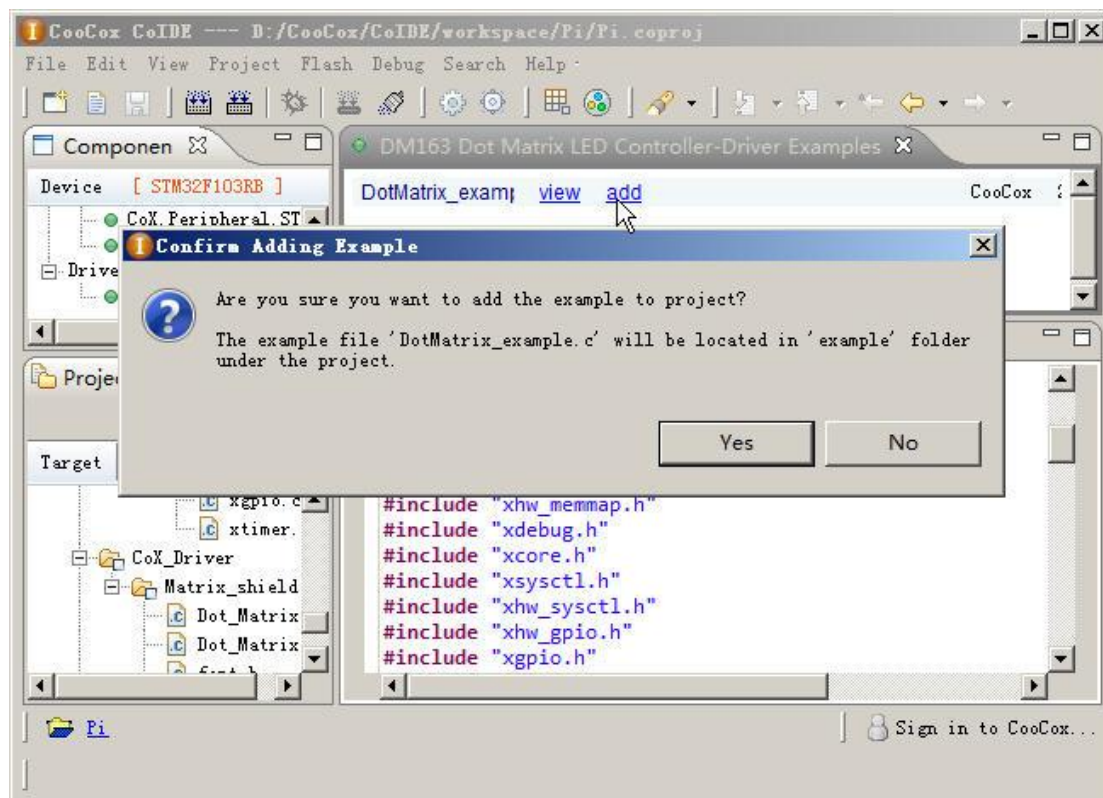 CooCox CoIDE --- D:/CooCox/CoIDE/workspace/Pi/Pi.coproj
File Edit View Project Flash Debug Search Help
Componen
Device [ STM32F103RB ]
CoX.Peripheral.ST
Drive
DM163 Dot Matrix LED Controller-Driver Examples
DotMatrix_examp view add CooCox
Confirm Adding Example
Are you sure you want to add the example to project?
The example file 'DotMatrix_example.c' will be located in 'example' folder
under the project.
Yes No
Proje
Target
xgpio.c
xtimer.
CoX_Driver
Matrix_shield
Dot_Matrix
Dot_Matrix
#include "xhw_memmap.h"
#include "xdebug.h"
#include "xcore.h"
#include "xsysctl.h"
#include "xhw_sysctl.h"
#include "xhw_gpio.h"
#include "xgpio.h"
Pi
Sign in to CooCox...